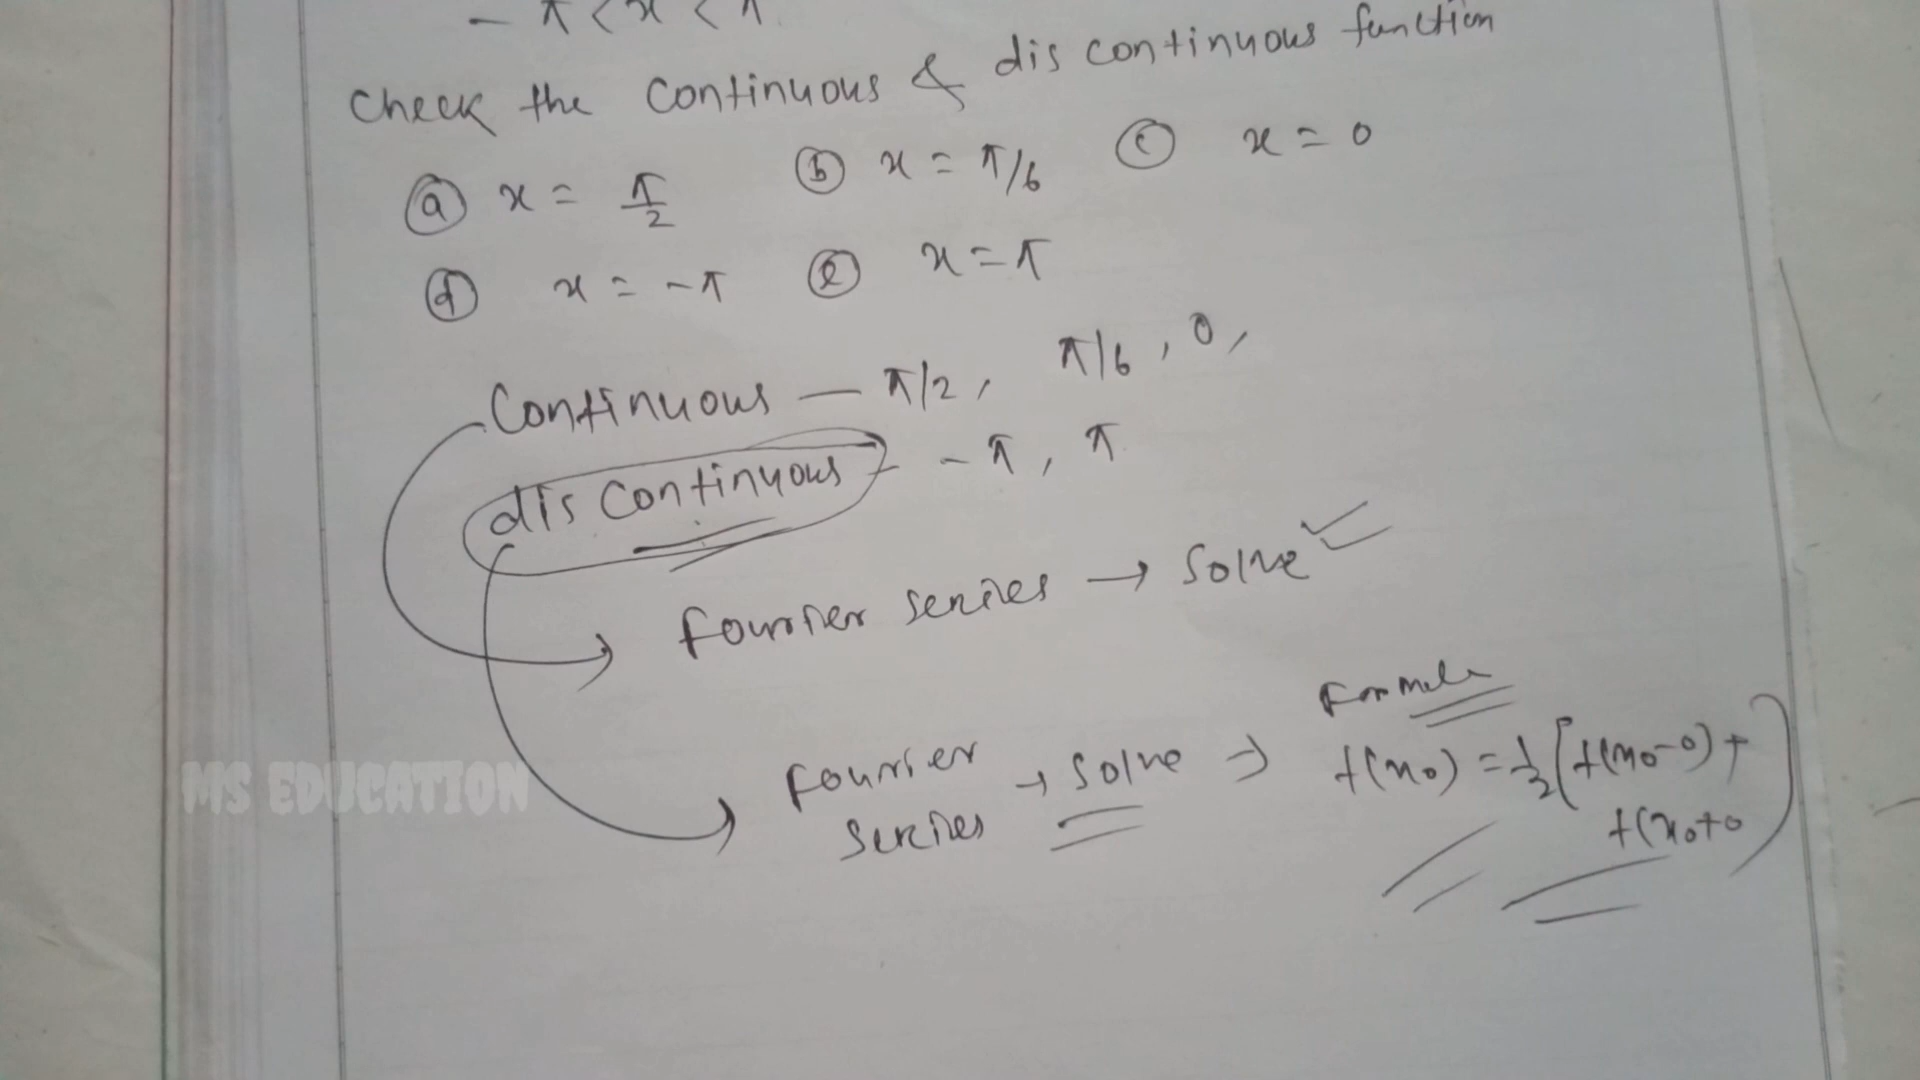 - π < x < π
Check the continuous & dis continuous function
ⓐ x = π/2 ⓑ x = π/6 ⓒ x = 0
ⓓ x = -π ⓔ x = π
Continuous — π/2, π/6, 0,
dis continuous - -π, π
fourier series → solve ✓
Formula
fourier series → solve ⇒ f(x₀) = 1/2 [f(x₀-0) +
f(x₀+0)
MS EDUCATION